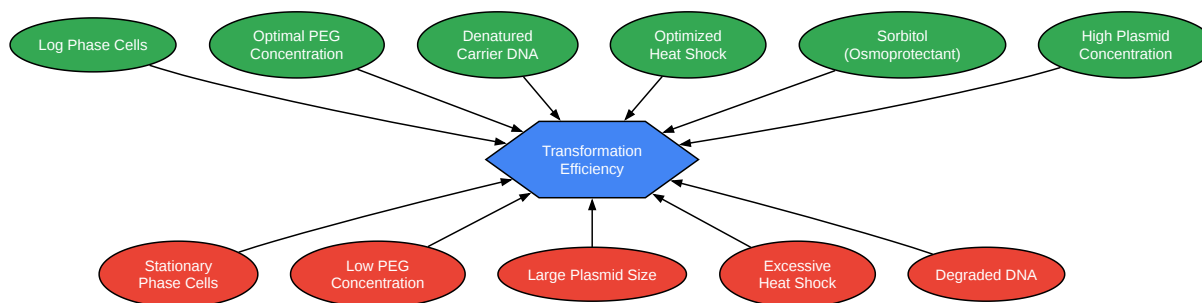 Log Phase Cells
Optimal PEG
Concentration
Denatured
Carrier DNA
Optimized
Heat Shock
Sorbitol
(Osmoprotectant)
High Plasmid
Concentration
Transformation
Efficiency
Stationary
Phase Cells
Low PEG
Concentration
Large Plasmid Size
Excessive
Heat Shock
Degraded DNA